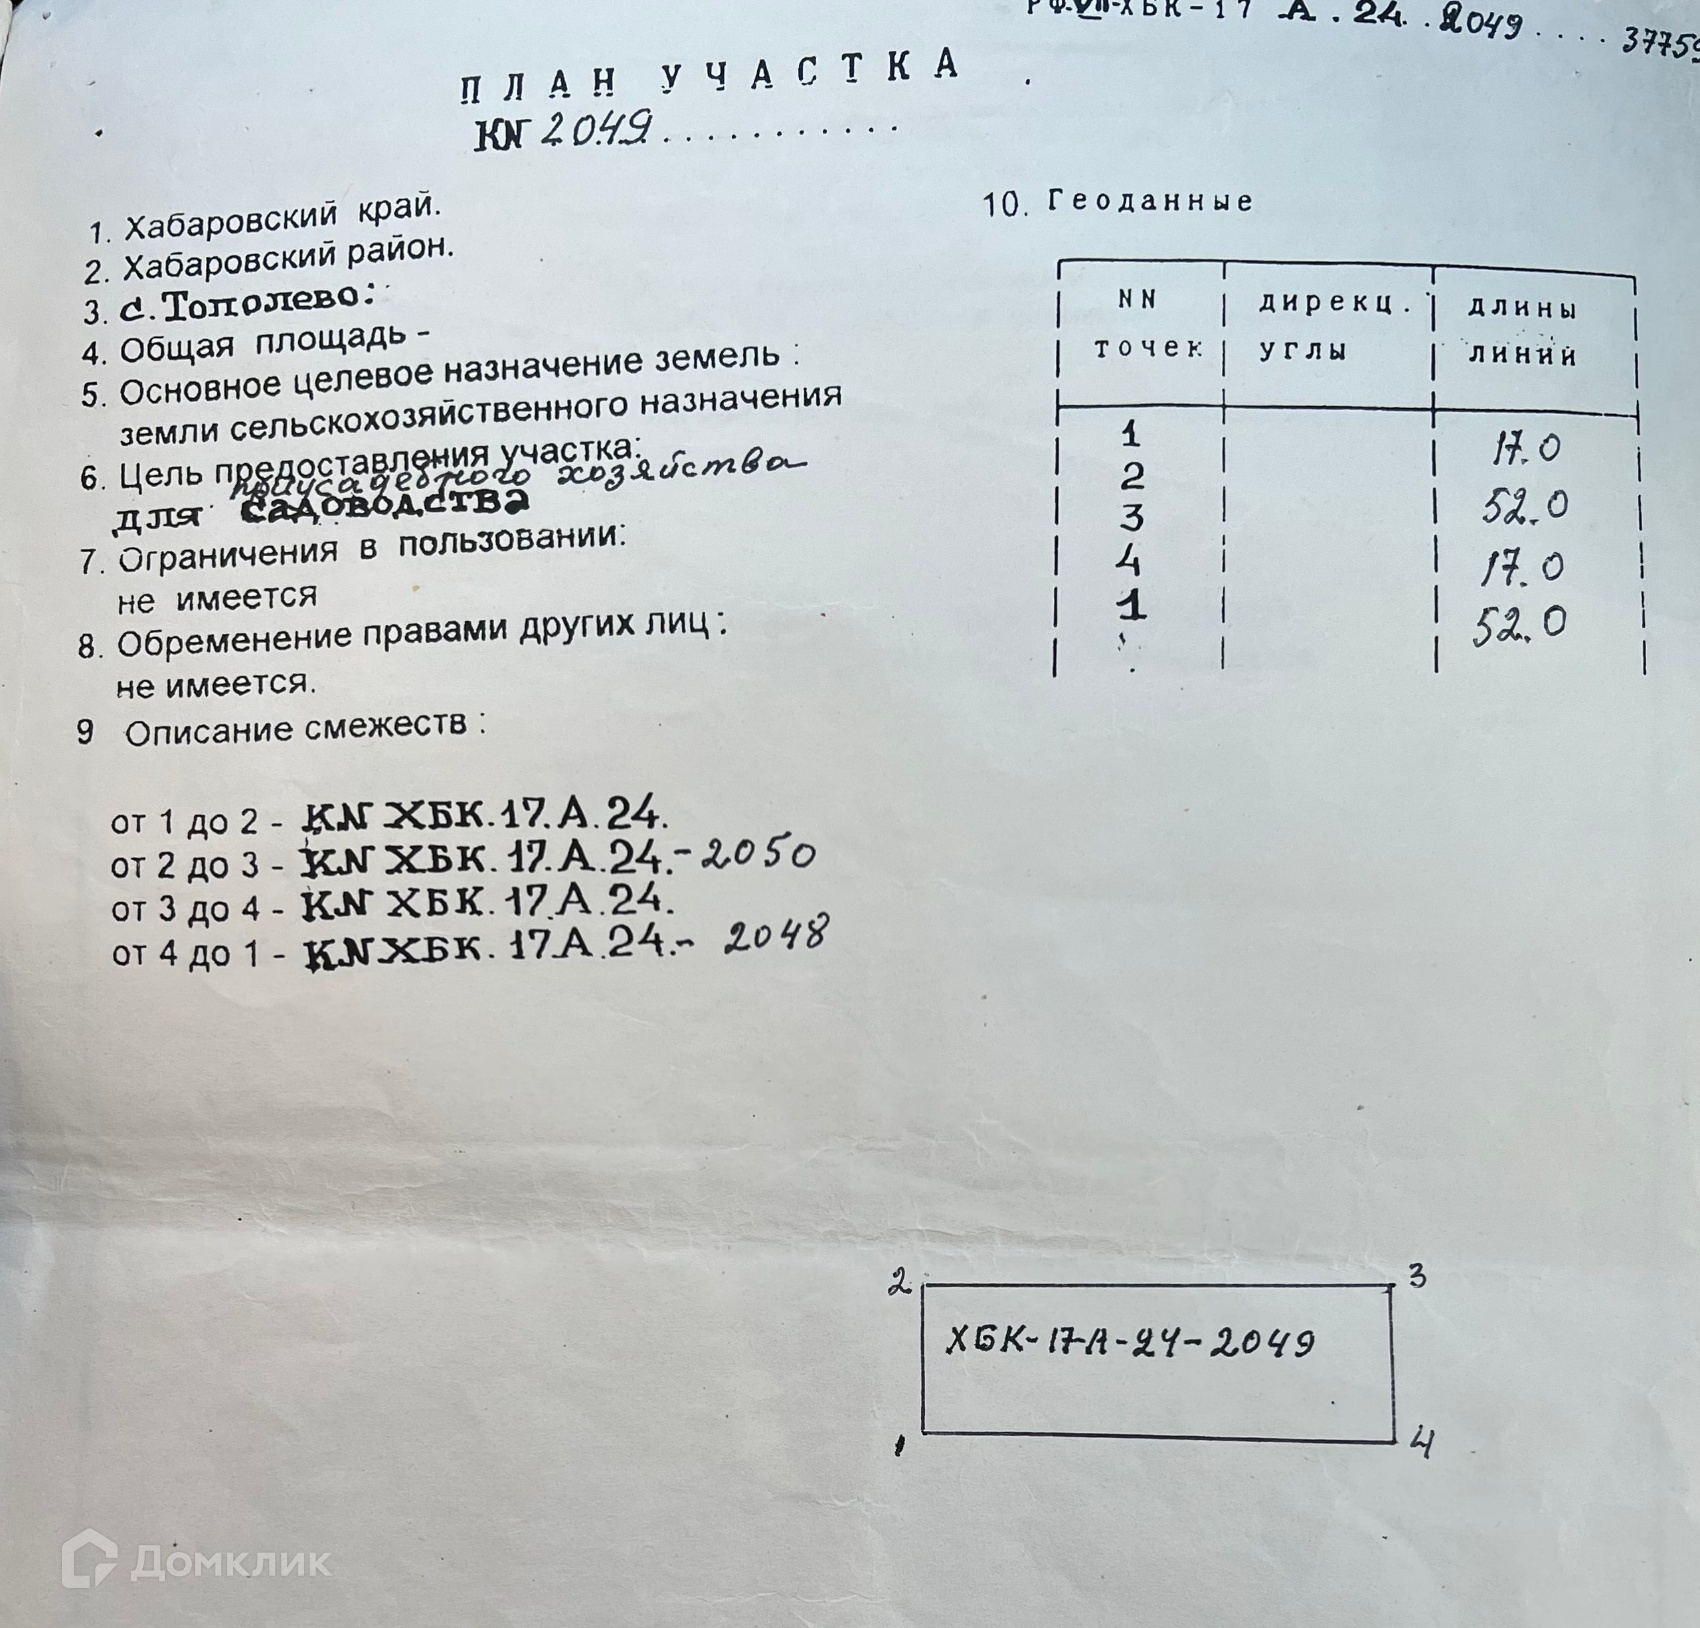 РФ-VII-ХБК-17 А.24..2049....37759
ПЛАН УЧАСТКА
КN 2049...........
1. Хабаровский край.
2. Хабаровский район.
3. с. Тополево:
4. Общая площадь -
5. Основное целевое назначение земель :
земли сельскохозяйственного назначения
6. Цель предоставления участка:
приусадебного хозяйства
для садоводства
7. Ограничения в пользовании:
не имеется
8. Обременение правами других лиц :
не имеется.
9 Описание смежеств :
от 1 до 2 - КN ХБК.17.А.24.
от 2 до 3 - КN ХБК.17.А.24.-2050
от 3 до 4 - КN ХБК.17.А.24.
от 4 до 1 - КN ХБК.17.А.24.- 2048
10. Геоданные
NN точек дирекц. углы длины линий
1
17.0
2
52.0
3
17.0
4
52.0
1
2 3
ХБК-17-А-24-2049
1 4
Домклик